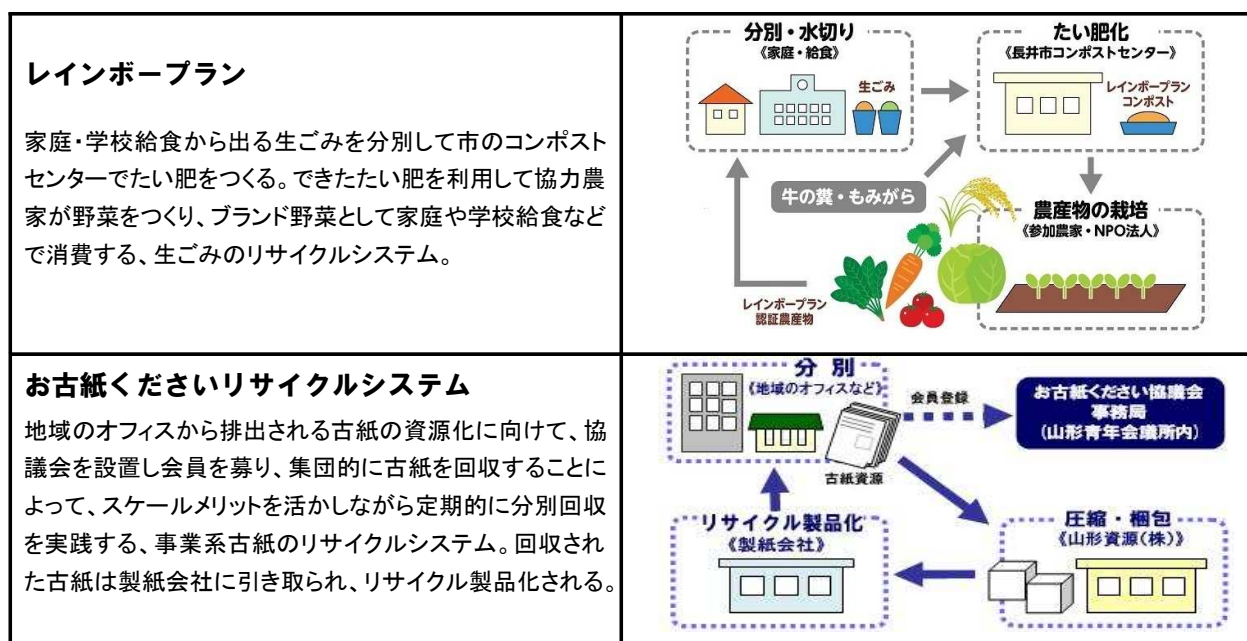 レインボープラン
家庭・学校給食から出る生ごみを分別して市のコンポスト
センターでたい肥をつくる。できたたい肥を利用して協力農
家が野菜をつくり、ブランド野菜として家庭や学校給食など
で消費する、生ごみのリサイクルシステム。
分別・水切り
《家庭・給食》
生ごみ
たい肥化
《長井市コンポストセンター》
レインボープラン
コンポスト
牛の糞・もみがら
農産物の栽培
《参加農家・NPO法人》
レインボープラン
認証農産物
お古紙くださいリサイクルシステム
地域のオフィスから排出される古紙の資源化に向けて、協
議会を設置し会員を募り、集団的に古紙を回収することに
よって、スケールメリットを活かしながら定期的に分別回収
を実践する、事業系古紙のリサイクルシステム。回収され
た古紙は製紙会社に引き取られ、リサイクル製品化される。
分別
《地域のオフィスなど》
古紙資源
会員登録
お古紙ください協議会
事務局
(山形青年会議所内)
リサイクル製品化
《製紙会社》
圧縮・梱包
《山形資源(株)》